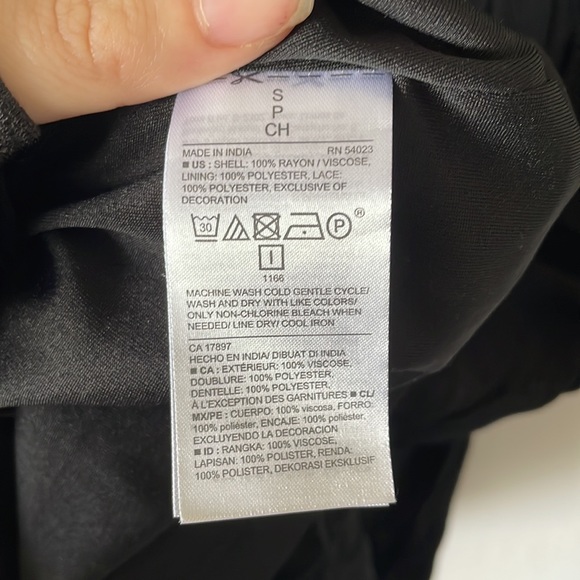 S
P
CH
MADE IN INDIA RN 54023
■ US : SHELL: 100% RAYON / VISCOSE,
LINING: 100% POLYESTER, LACE:
100% POLYESTER, EXCLUSIVE OF
DECORATION
30 P ®
I
1166
MACHINE WASH COLD GENTLE CYCLE/
WASH AND DRY WITH LIKE COLORS/
ONLY NON-CHLORINE BLEACH WHEN
NEEDED/ LINE DRY/ COOL IRON
CA 17897
HECHO EN INDIA/ DIBUAT DI INDIA
■ CA : EXTÉRIEUR: 100% VISCOSE,
DOUBLURE: 100% POLYESTER,
DENTELLE: 100% POLYESTER,
À L'EXCEPTION DES GARNITURES ■ CL/
MX/PE : CUERPO: 100% viscosa, FORRO:
100% poliéster, ENCAJE: 100% poliéster,
EXCLUYENDO LA DECORACION
■ ID : RANGKA: 100% VISCOSE,
LAPISAN: 100% POLISTER, RENDA:
100% POLISTER, DEKORASI EKSKLUSIF